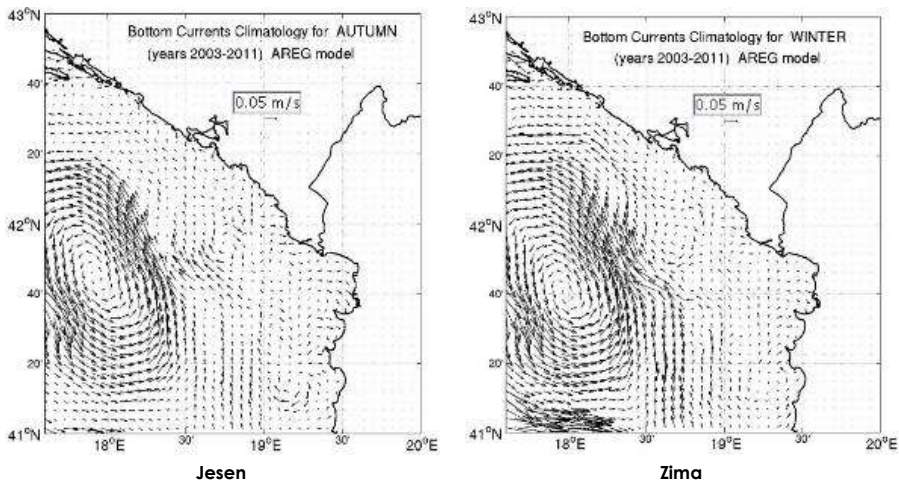 Bottom Currents Climatology for AUTUMN
(years 2003-2011) AREG model
0.05 m/s
43°N
40'
20'
42°N
40'
20'
41°N
18°E
30'
19°E
30'
20°E
Jesen
Bottom Currents Climatology for WINTER
(years 2003-2011) AREG model
0.05 m/s
43°N
40'
20'
42°N
40'
20'
41°N
18°E
30'
19°E
30'
20°E
Zima